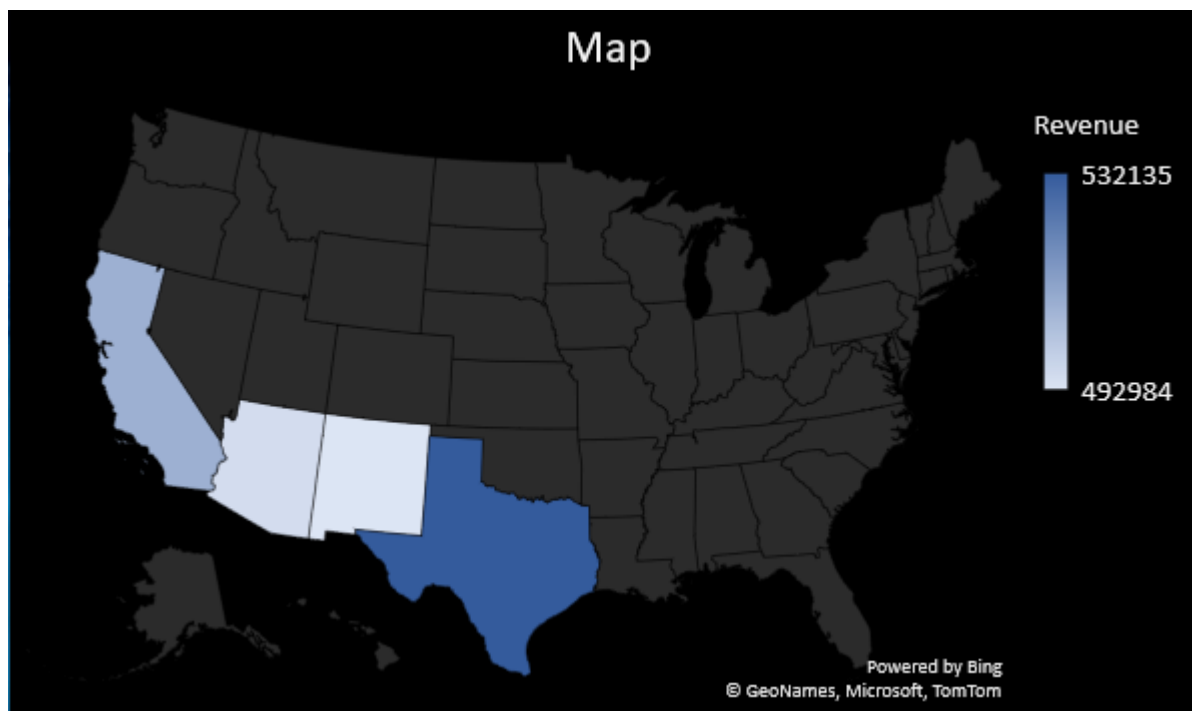 Map
Revenue
532135
492984
Powered by Bing
© GeoNames, Microsoft, TomTom